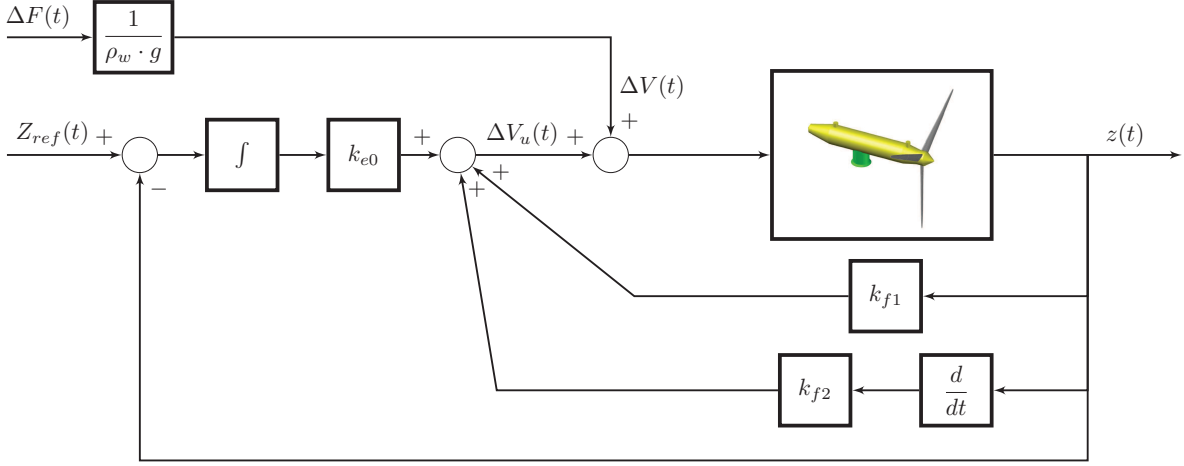 ΔF(t)
1
ρ_w · g
ΔV(t)
+
Z_ref(t) +
−
∫
k_e0
+
ΔV_u(t) +
+
+
z(t)
k_f1
k_f2
d
dt